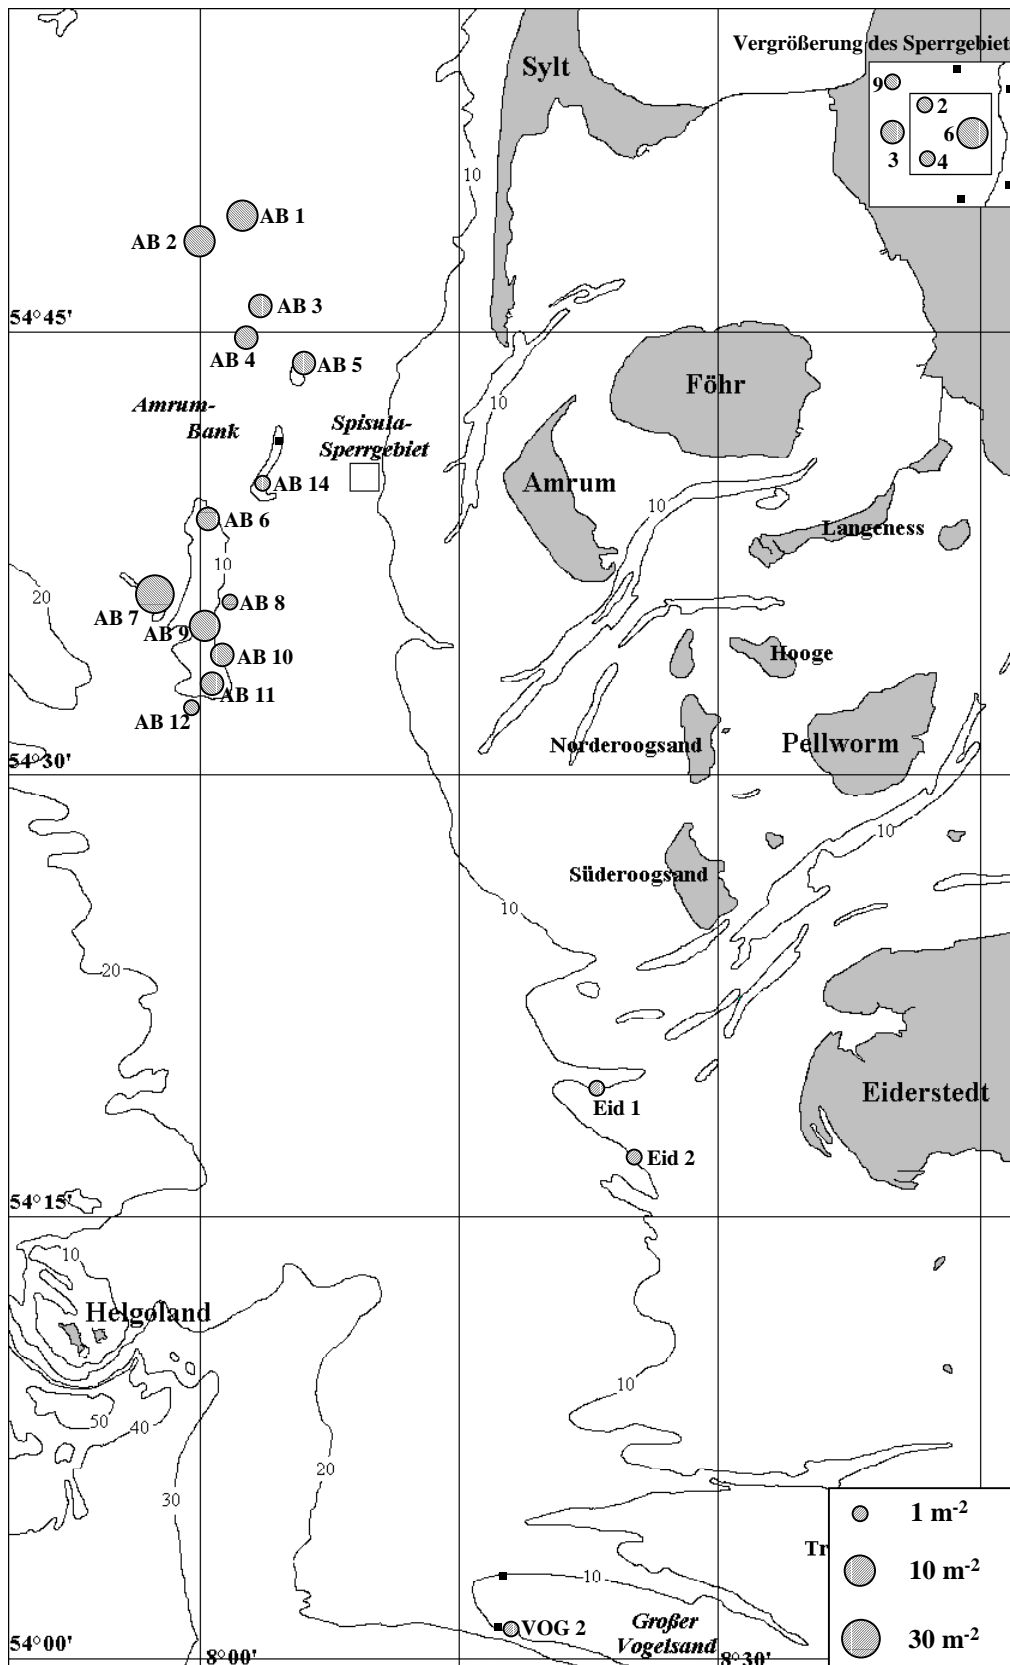 Vergrößerung des Sperrgebiet
Sylt
9
2
6
3
4
10
AB 1
AB 2
AB 3
54°45'
AB 4
AB 5
Föhr
10
Amrum-
Bank
Spisula-
Sperrgebiet
AB 14
Amrum
10
AB 6
Langeness
10
20
AB 7
AB 8
AB 9
AB 10
Hooge
AB 11
AB 12
Norderoogsand
Pellworm
54°30'
10
Süderoogsand
10
20
Eid 1
Eiderstedt
Eid 2
54°15'
10
Helgoland
10
50
40
20
30
1 m-2
Tr
10 m-2
10
VOG 2
Großer
Vogelsand
30 m-2
54°00'
8°00'
8°30'